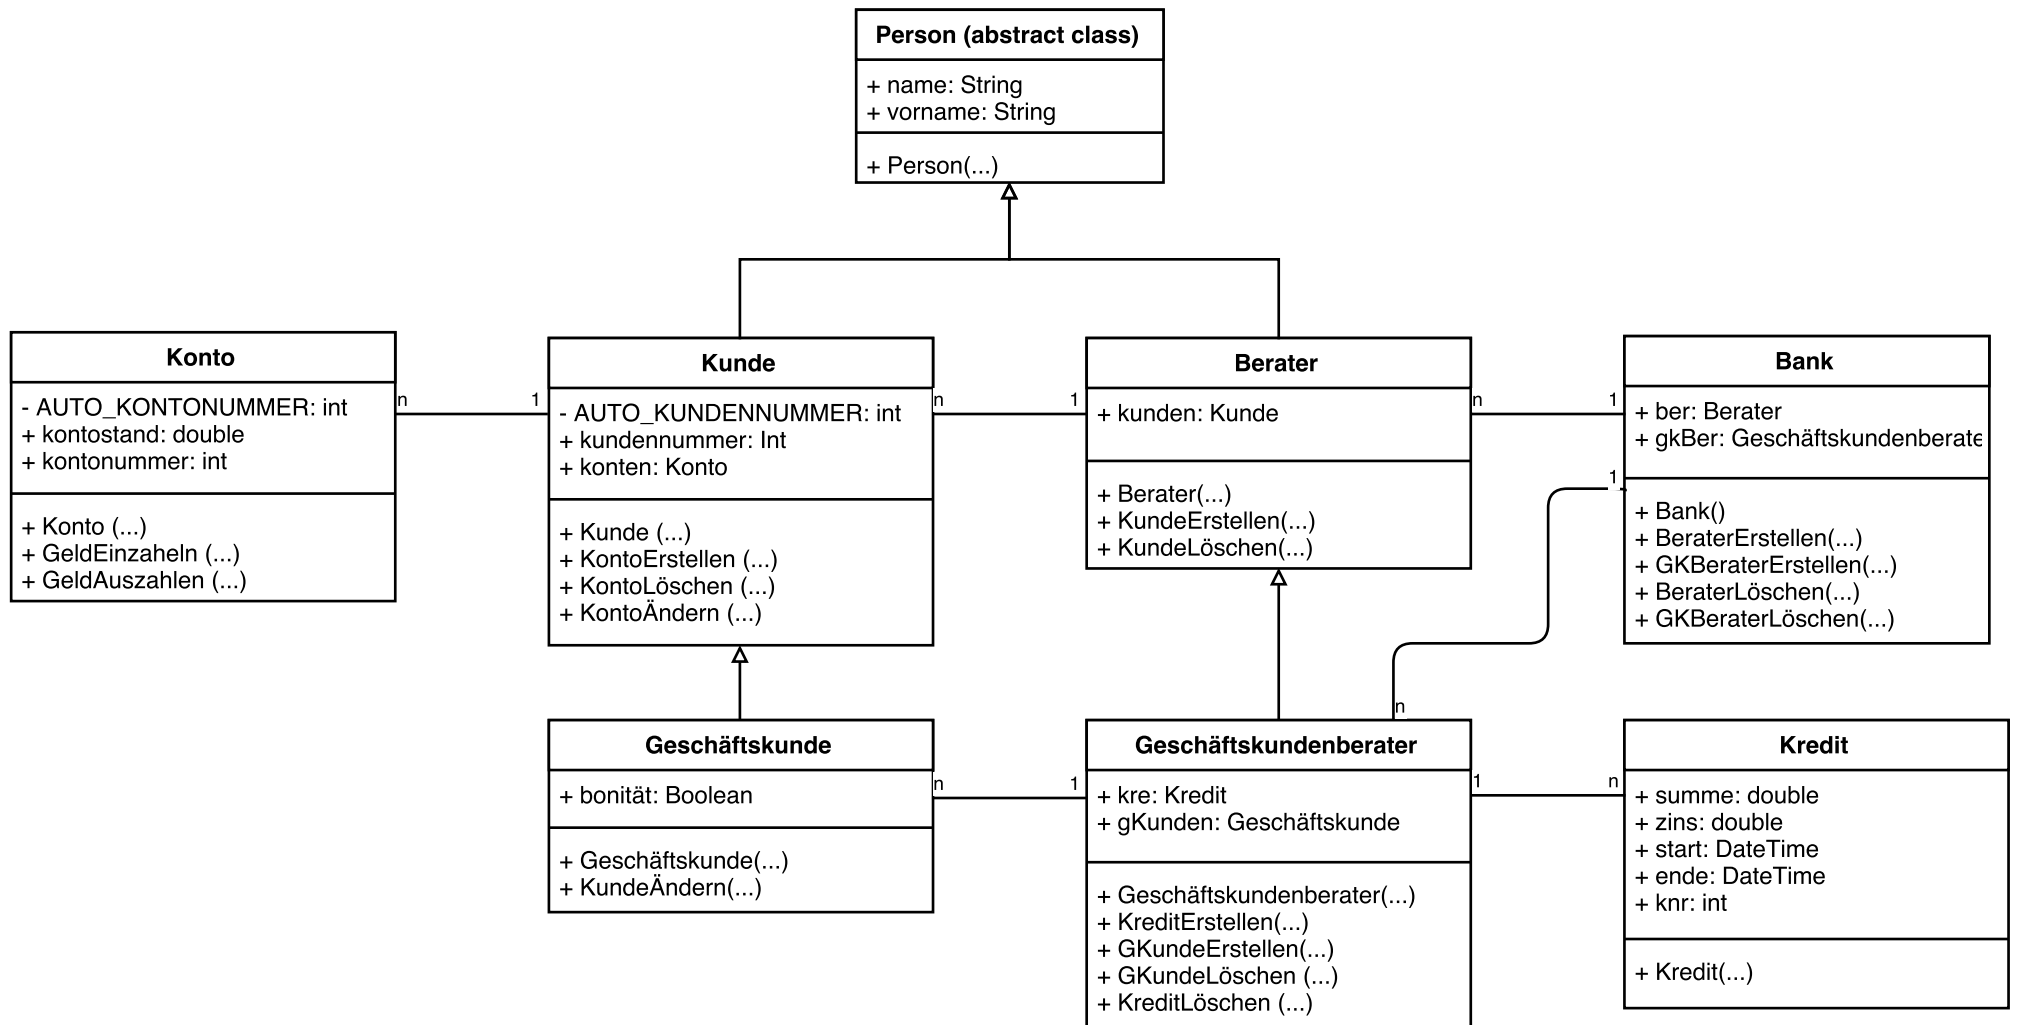 Person (abstract class)
+ name: String
+ vorname: String
+ Person(...)
Konto
- AUTO_KONTONUMMER: int
+ kontostand: double
+ kontonummer: int
+ Konto (...)
+ GeldEinzaheln (...)
+ GeldAuszahlen (...)
n
1
Kunde
- AUTO_KUNDENNUMMER: int
+ kundennummer: Int
+ konten: Konto
+ Kunde (...)
+ KontoErstellen (...)
+ KontoLöschen (...)
+ KontoÄndern (...)
n
1
Berater
+ kunden: Kunde
+ Berater(...)
+ KundeErstellen(...)
+ KundeLöschen(...)
n
1
Bank
+ ber: Berater
+ gkBer: Geschäftskundenberate
+ Bank()
+ BeraterErstellen(...)
+ GKBeraterErstellen(...)
+ BeraterLöschen(...)
+ GKBeraterLöschen(...)
1
n
Geschäftskunde
+ bonität: Boolean
+ Geschäftskunde(...)
+ KundeÄndern(...)
n
1
Geschäftskundenberater
+ kre: Kredit
+ gKunden: Geschäftskunde
+ Geschäftskundenberater(...)
+ KreditErstellen(...)
+ GKundeErstellen(...)
+ GKundeLöschen (...)
+ KreditLöschen (...)
1
n
Kredit
+ summe: double
+ zins: double
+ start: DateTime
+ ende: DateTime
+ knr: int
+ Kredit(...)